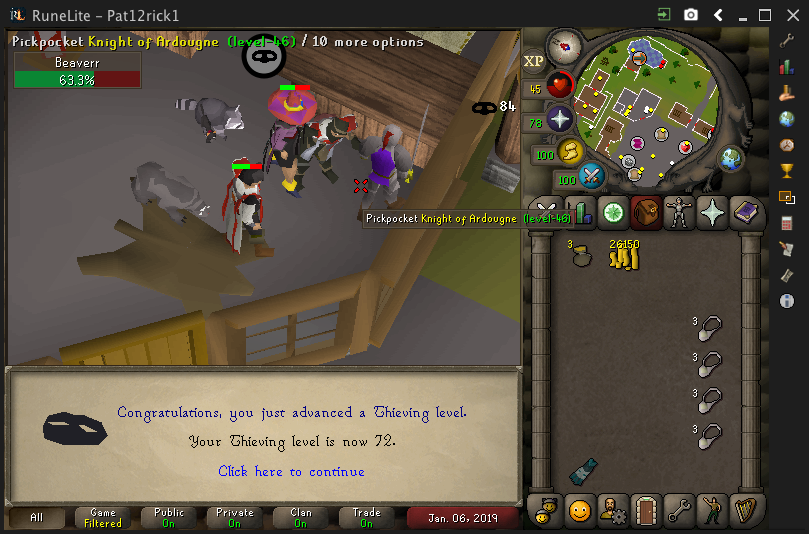 RuneLite - Pat12rick1
Pickpocket Knight of Ardougne (level-46) / 10 more options
Beaverr
63.3%
84
Pickpocket Knight of Ardougne (level-46)
XP
45
78
100
100
3
26150
3
3
3
3
Congratulations, you just advanced a Thieving level.
Your Thieving level is now 72.
Click here to continue
All
Game
Filtered
Public
On
Private
On
Clan
On
Trade
On
Jan. 06, 2019